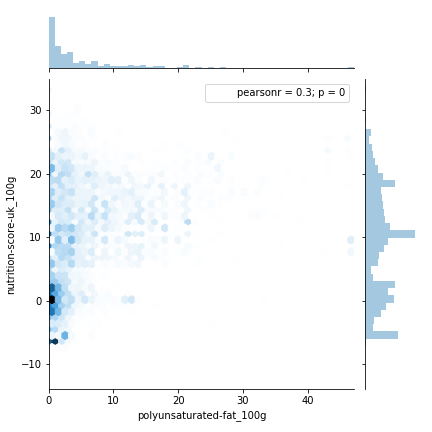 pearsonr = 0.3; p = 0
30
20
10
0
−10
nutrition-score-uk_100g
0 10 20 30 40
polyunsaturated-fat_100g